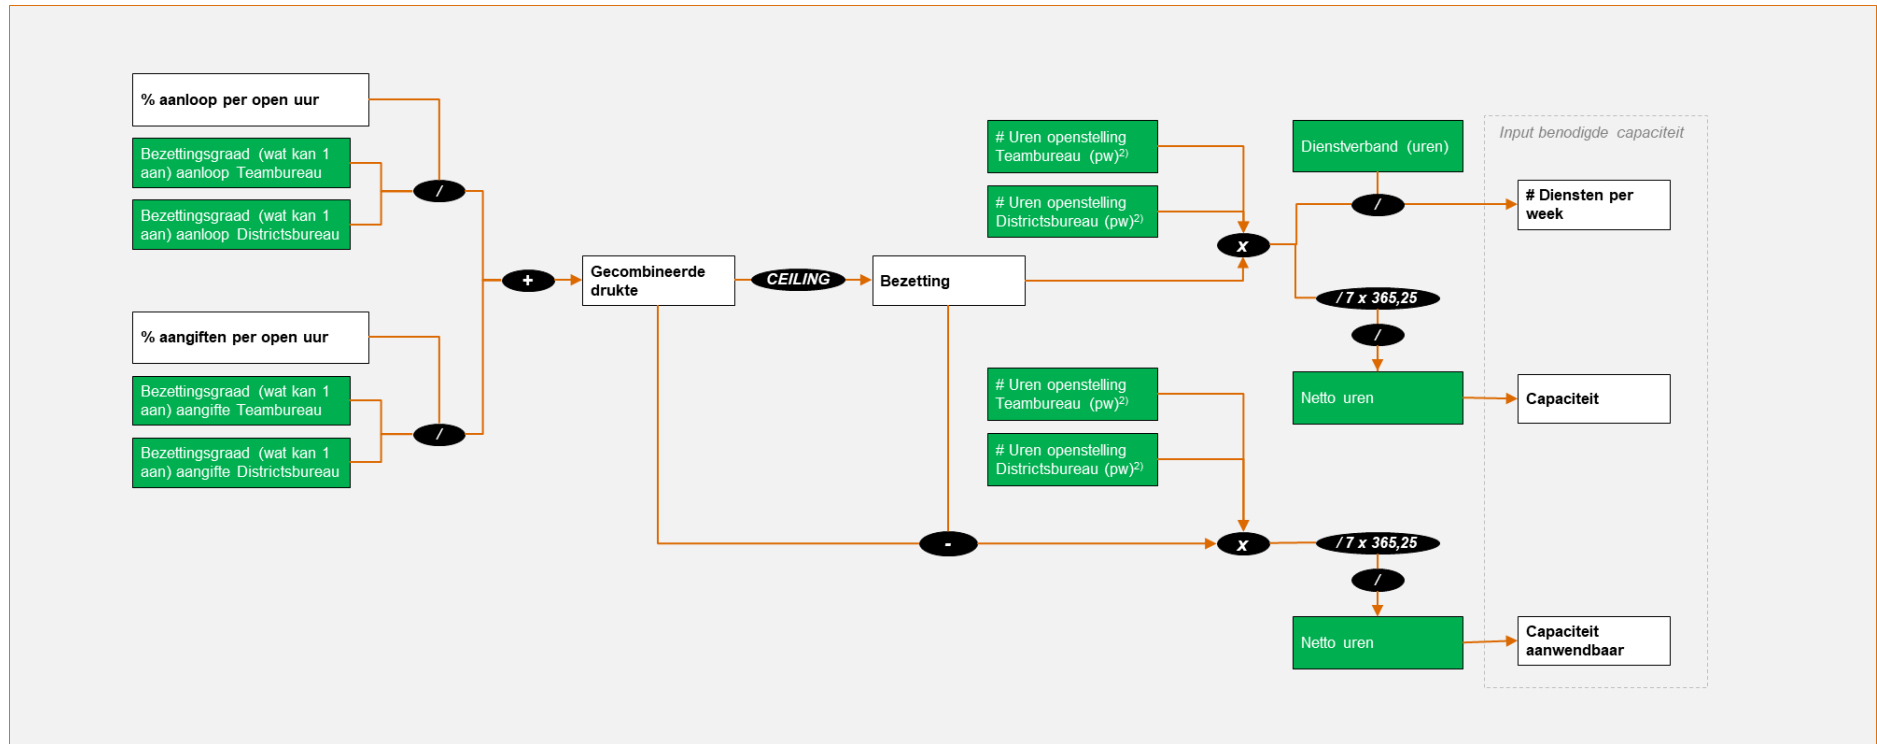 % aanloop per open uur
Bezettingsgraad (wat kan 1
aan) aanloop Teambureau
Bezettingsgraad (wat kan 1
aan) aanloop Districtsbureau
/
% aangiften per open uur
Bezettingsgraad (wat kan 1
aan) aangifte Teambureau
Bezettingsgraad (wat kan 1
aan) aangifte Districtsbureau
/
+
Gecombineerde
drukte
CEILING
Bezetting
-
# Uren openstelling
Teambureau (pw)2)
# Uren openstelling
Districtsbureau (pw)2)
x
Dienstverband (uren)
/
/ 7 x 365,25
/
Netto uren
# Uren openstelling
Teambureau (pw)2)
# Uren openstelling
Districtsbureau (pw)2)
x
/ 7 x 365,25
/
Netto uren
Input benodigde capaciteit
# Diensten per
week
Capaciteit
Capaciteit
aanwendbaar